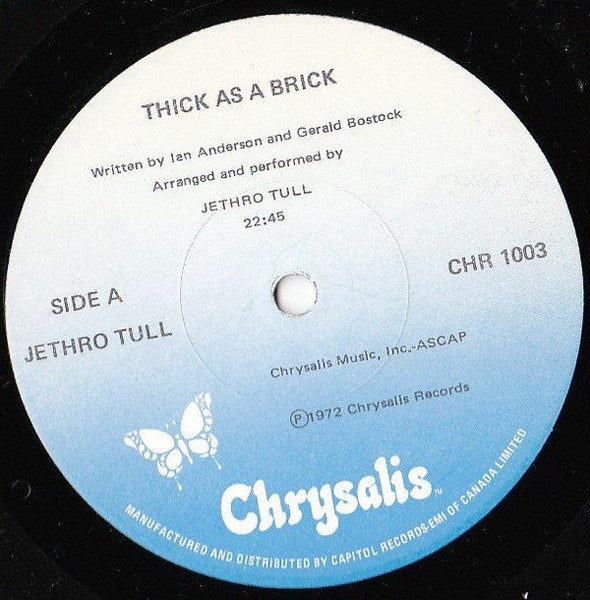 THICK AS A BRICK
Written by Ian Anderson and Gerald Bostock
Arranged and performed by
JETHRO TULL
22:45
SIDE A
JETHRO TULL
CHR 1003
Chrysalis Music, Inc.-ASCAP
Ⓟ1972 Chrysalis Records
Chrysalis™
MANUFACTURED AND DISTRIBUTED BY CAPITOL RECORDS-EMI OF CANADA LIMITED